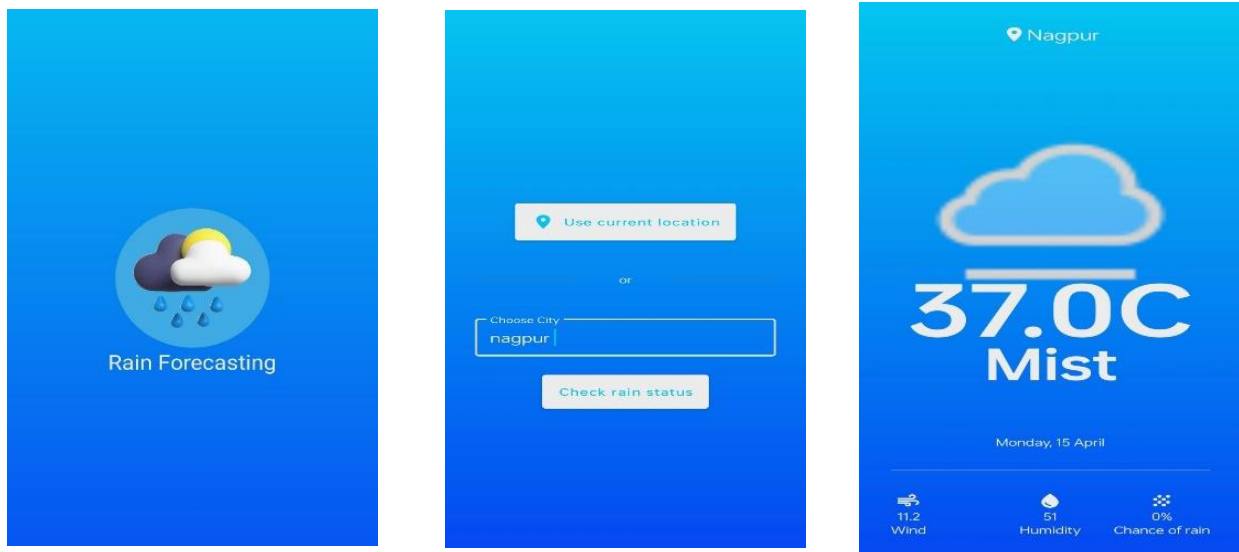 Rain Forecasting
Use current location
or
Choose City
nagpur
Check rain status
Nagpur
37.0C
Mist
Monday, 15 April
11.2
Wind
51
Humidity
0%
Chance of rain